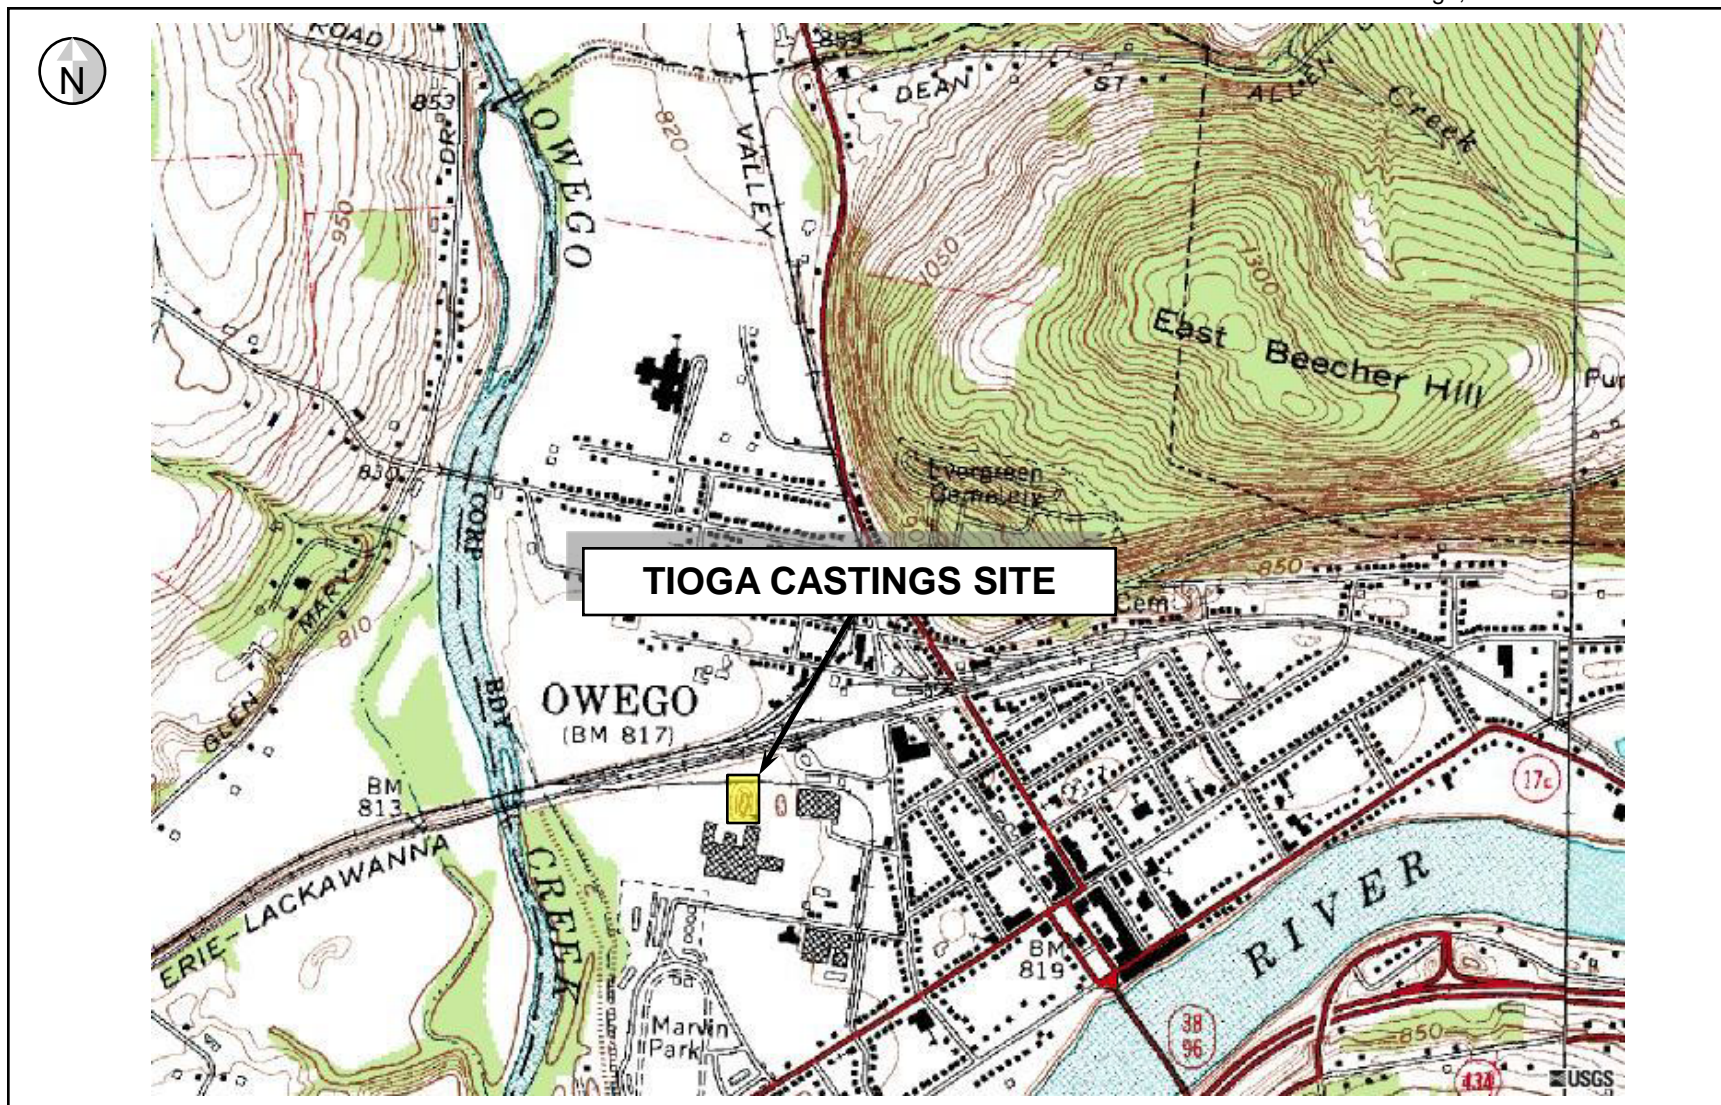 N
ROAD
854
DEAN ST
ALLEN
Creek
853
DR
OWEGO
820
VALLEY
950
1050
1300
East Beecher Hill
Pur
830
Evergreen
Cemetery
CORP
TIOGA CASTINGS SITE
850
Cem
MARY
810
GLEN
BDY
OWEGO
(BM 817)
BM
813
17c
ERIE-LACKAWANNA
CREEK
RIVER
BM
819
Marvin
Park
38
96
850
434
USGS